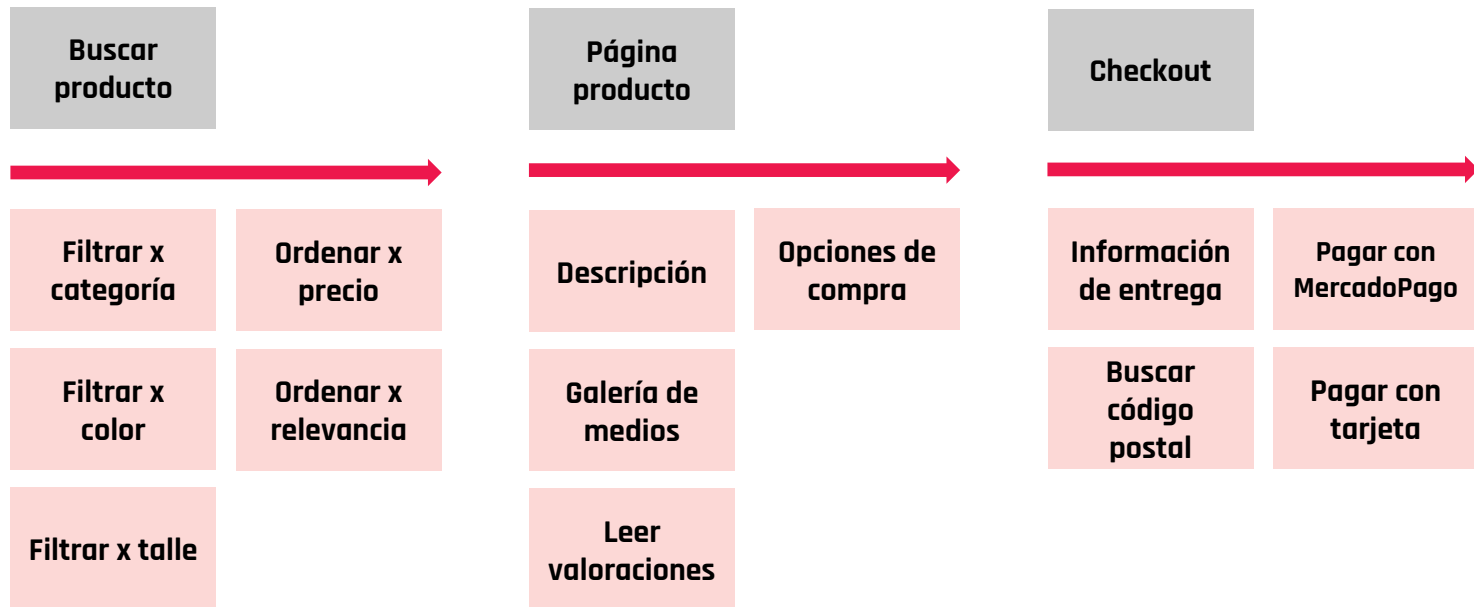 Buscar
producto
Página
producto
Checkout
Filtrar x
categoría
Ordenar x
precio
Descripción
Opciones de
compra
Información
de entrega
Pagar con
MercadoPago
Filtrar x
color
Ordenar x
relevancia
Galería de
medios
Buscar
código
postal
Pagar con
tarjeta
Filtrar x talle
Leer
valoraciones